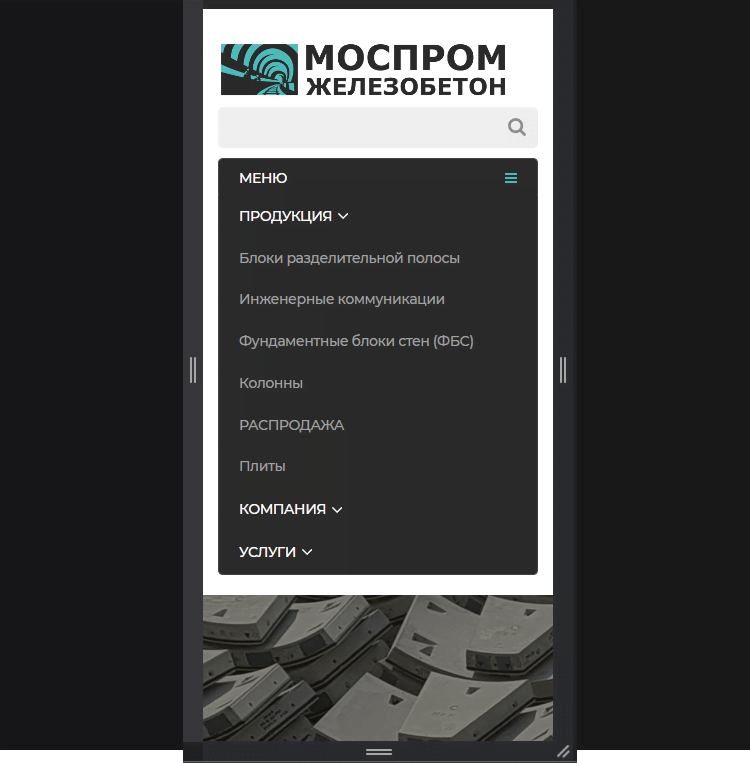 МОСПРОМ
ЖЕЛЕЗОБЕТОН
МЕНЮ
ПРОДУКЦИЯ
Блоки разделительной полосы
Инженерные коммуникации
Фундаментные блоки стен (ФБС)
Колонны
РАСПРОДАЖА
Плиты
КОМПАНИЯ
УСЛУГИ